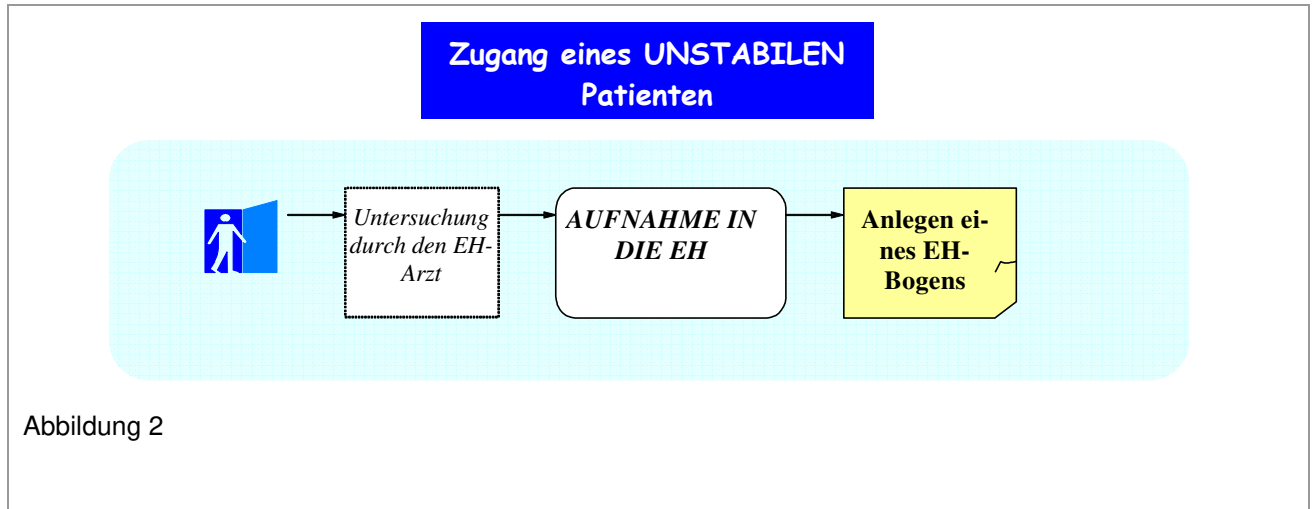 Zugang eines UNSTABILEN
Patienten
Untersuchung
durch den EH-
Arzt
AUFNAHME IN
DIE EH
Anlegen ei-
nes EH-
Bogens
Abbildung 2